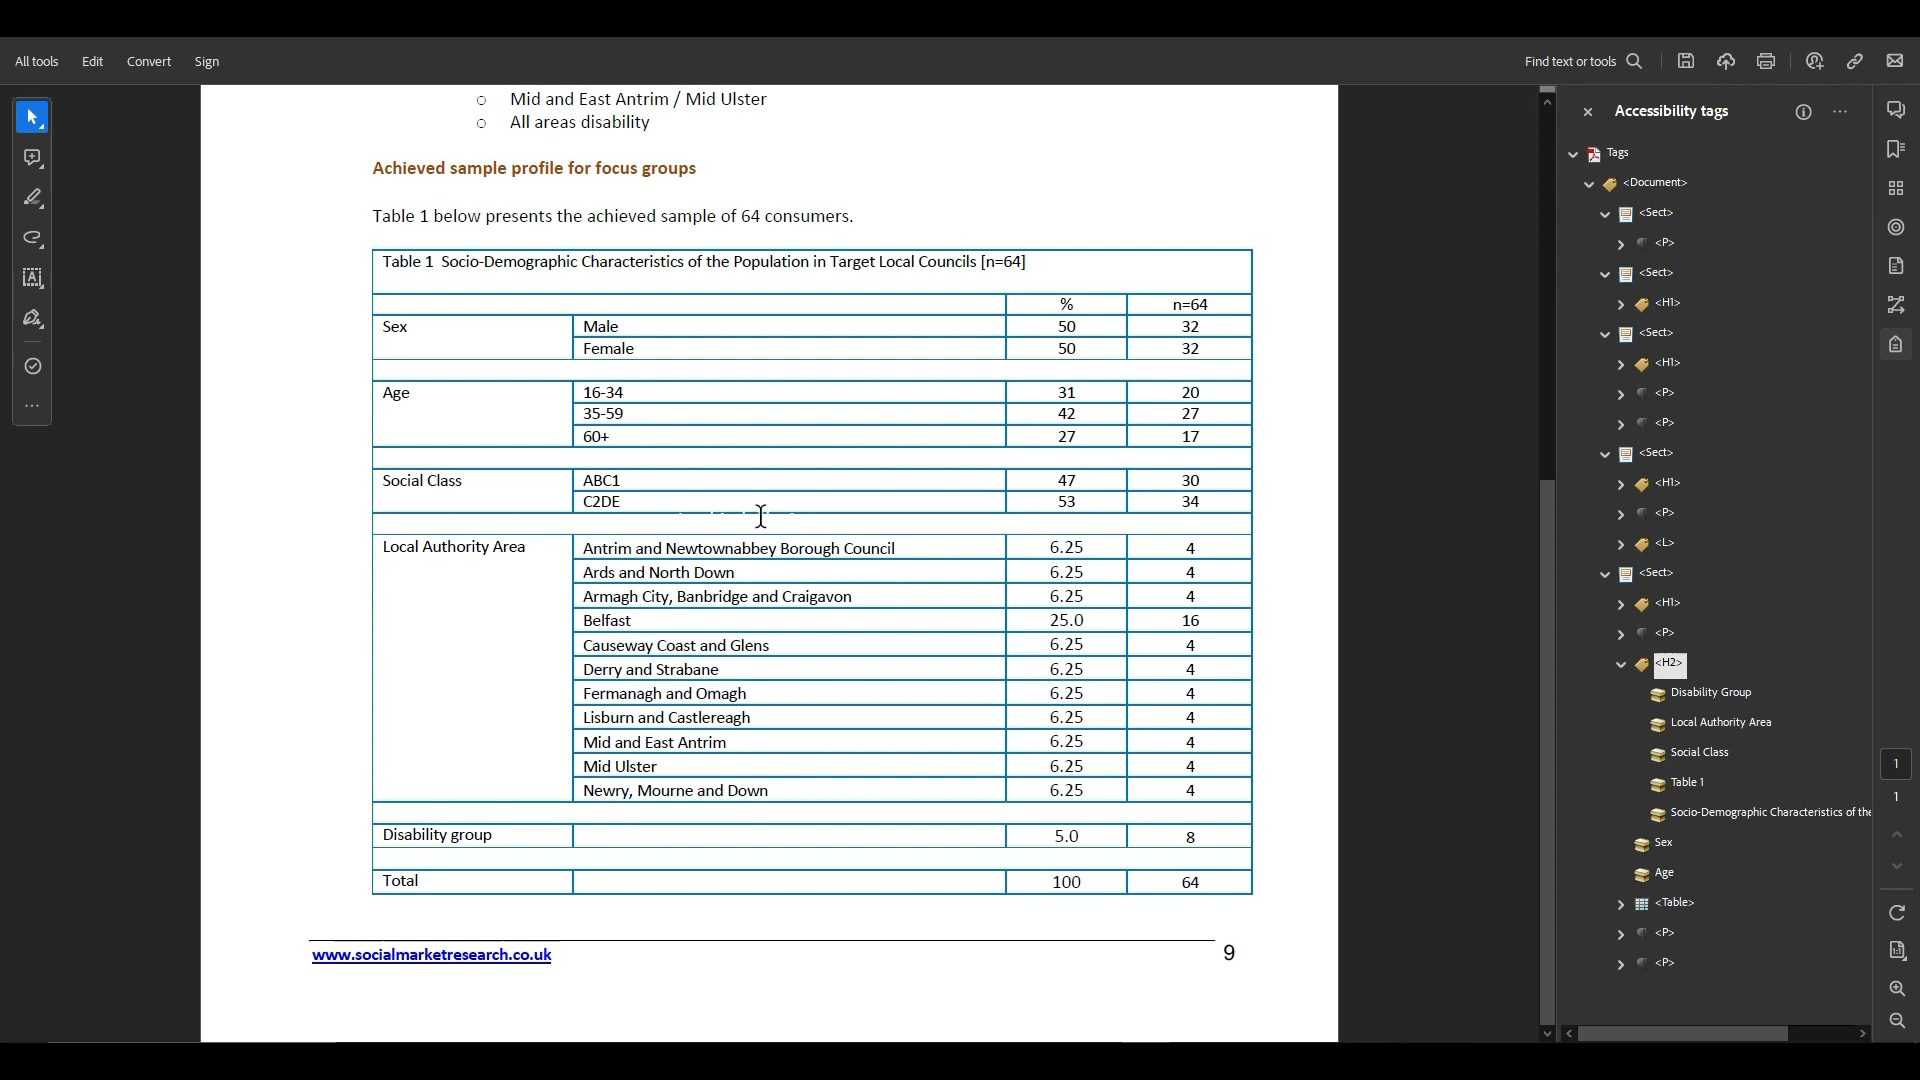 All tools Edit Convert Sign Find text or tools
○ Mid and East Antrim / Mid Ulster
○ All areas disability
Achieved sample profile for focus groups
Table 1 below presents the achieved sample of 64 consumers.
Table 1 Socio-Demographic Characteristics of the Population in Target Local Councils [n=64]
% n=64
Sex Male 50 32
Female 50 32
Age 16-34 31 20
35-59 42 27
60+ 27 17
Social Class ABC1 47 30
C2DE 53 34
Local Authority Area Antrim and Newtownabbey Borough Council 6.25 4
Ards and North Down 6.25 4
Armagh City, Banbridge and Craigavon 6.25 4
Belfast 25.0 16
Causeway Coast and Glens 6.25 4
Derry and Strabane 6.25 4
Fermanagh and Omagh 6.25 4
Lisburn and Castlereagh 6.25 4
Mid and East Antrim 6.25 4
Mid Ulster 6.25 4
Newry, Mourne and Down 6.25 4
Disability group 5.0 8
Total 100 64
www.socialmarketresearch.co.uk 9
Accessibility tags
Tags
<Document>
<Sect>
<P>
<Sect>
<H1>
<Sect>
<H1>
<P>
<P>
<Sect>
<H1>
<P>
<L>
<Sect>
<H1>
<P>
<H2>
Disability Group
Local Authority Area
Social Class
Table 1
Socio-Demographic Characteristics of the
Sex
Age
<Table>
<P>
<P>
1
1